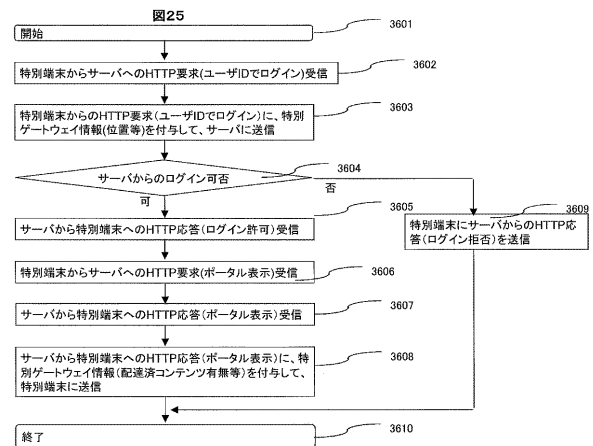 図25
開始
3601
特別端末からサーバへのHTTP要求(ユーザIDでログイン)受信
3602
特別端末からのHTTP要求(ユーザIDでログイン)に、特別
ゲートウェイ情報(位置等)を付与して、サーバに送信
3603
サーバからのログイン可否
3604
可
否
サーバから特別端末へのHTTP応答(ログイン許可)受信
3605
特別端末にサーバからのHTTP応
答(ログイン拒否)を送信
3609
特別端末からサーバへのHTTP要求(ポータル表示)受信
3606
サーバから特別端末へのHTTP応答(ポータル表示)受信
3607
サーバから特別端末へのHTTP応答(ポータル表示)に、特
別ゲートウェイ情報(配達済コンテンツ有無等)を付与して、
特別端末に送信
3608
終了
3610